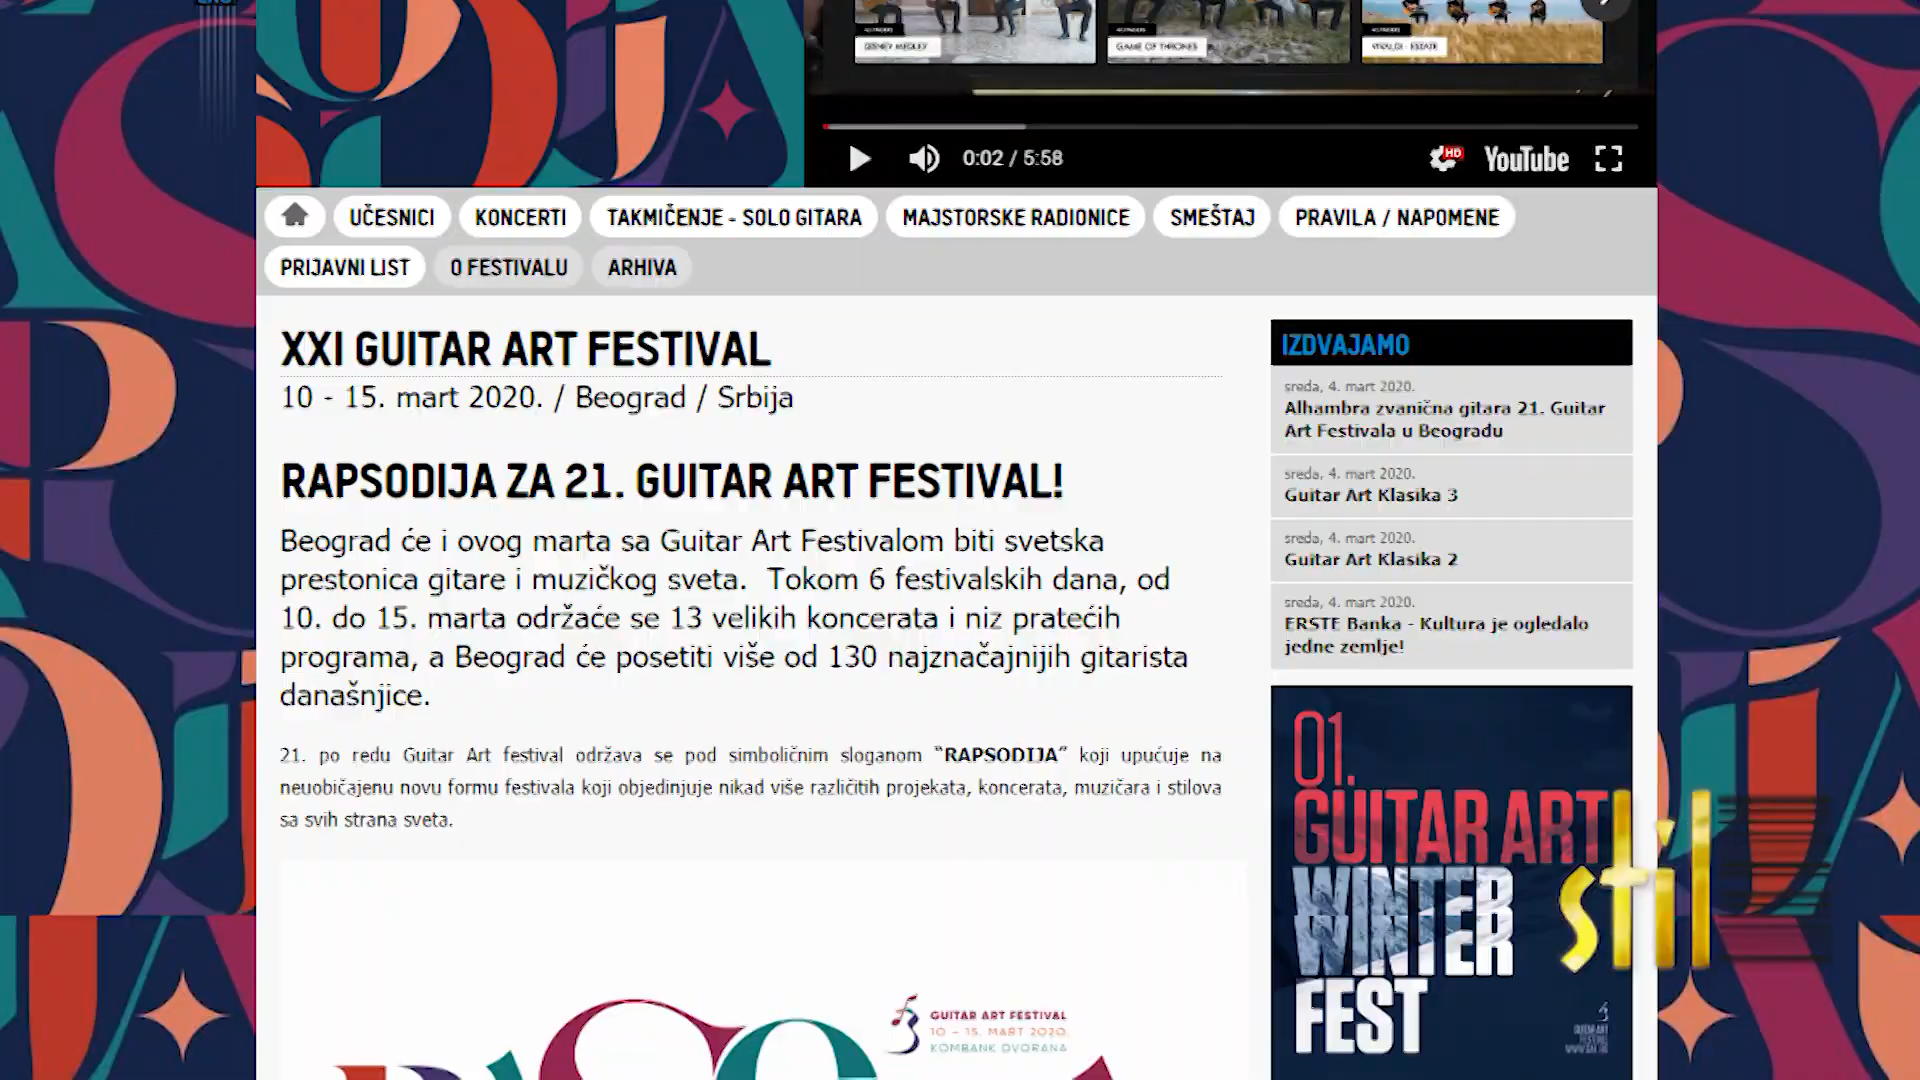 DISNEY MEDLEY
GAME OF THRONES
VIVALDI - ESTATE
0:02 / 5:58
HD
YouTube
UČESNICI
KONCERTI
TAKMIČENJE - SOLO GITARA
MAJSTORSKE RADIONICE
SMEŠTAJ
PRAVILA / NAPOMENE
PRIJAVNI LIST
O FESTIVALU
ARHIVA
XXI GUITAR ART FESTIVAL
10 - 15. mart 2020. / Beograd / Srbija
RAPSODIJA ZA 21. GUITAR ART FESTIVAL!
Beograd će i ovog marta sa Guitar Art Festivalom biti svetska
prestonica gitare i muzičkog sveta. Tokom 6 festivalskih dana, od
10. do 15. marta održaće se 13 velikih koncerata i niz pratećih
programa, a Beograd će posetiti više od 130 najznačajnijih gitarista
današnjice.
21. po redu Guitar Art festival održava se pod simboličnim sloganom “RAPSODIJA” koji upućuje na
neuobičajenu novu formu festivala koji objedinjuje nikad više različitih projekata, koncerata, muzičara i stilova
sa svih strana sveta.
GUITAR ART FESTIVAL
10 - 15. MART 2020.
KOMBANK DVORANA
IZDVAJAMO
sreda, 4. mart 2020.
Alhambra zvanična gitara 21. Guitar
Art Festivala u Beogradu
sreda, 4. mart 2020.
Guitar Art Klasika 3
sreda, 4. mart 2020.
Guitar Art Klasika 2
sreda, 4. mart 2020.
ERSTE Banka - Kultura je ogledalo
jedne zemlje!
01.
GUITAR ART
WINTER
FEST
stil